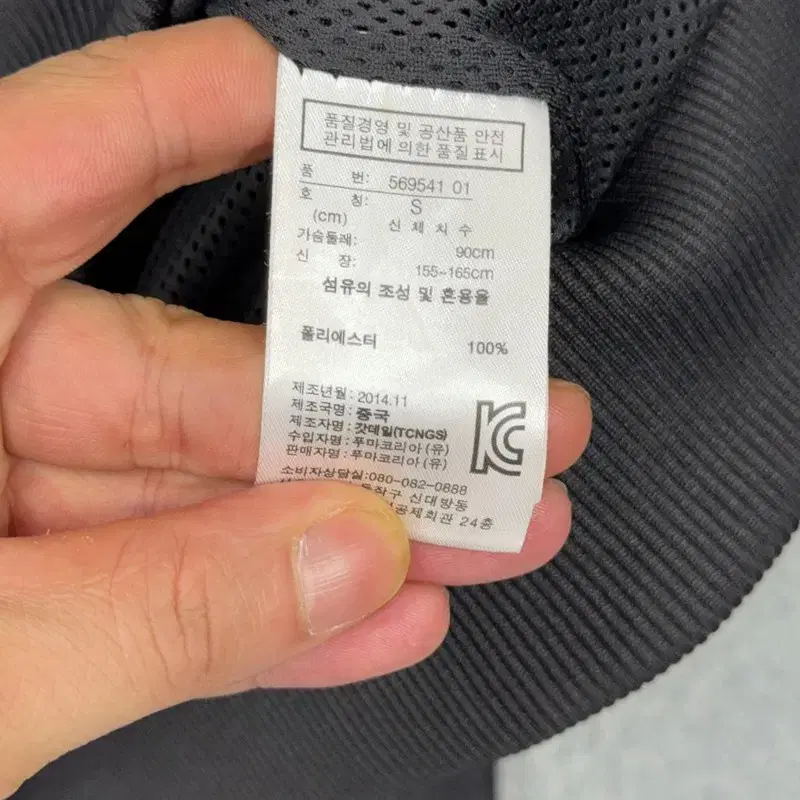 품질경영 및 공산품 안전
관리법에 의한 품질표시
품 번: 569541 01
호 칭: S
(cm) 신 체 치 수
가슴둘레: 90cm
신 장: 155~165cm
섬유의 조성 및 혼용율
폴리에스터 100%
제조년월: 2014.11
제조국명: 중국
제조자명: 갓데일(TCNGS)
수입자명: 푸마코리아 (유)
판매자명: 푸마코리아 (유)
소비자상담실:080-082-0888
동작구 신대방동
공제회관 24층
KC